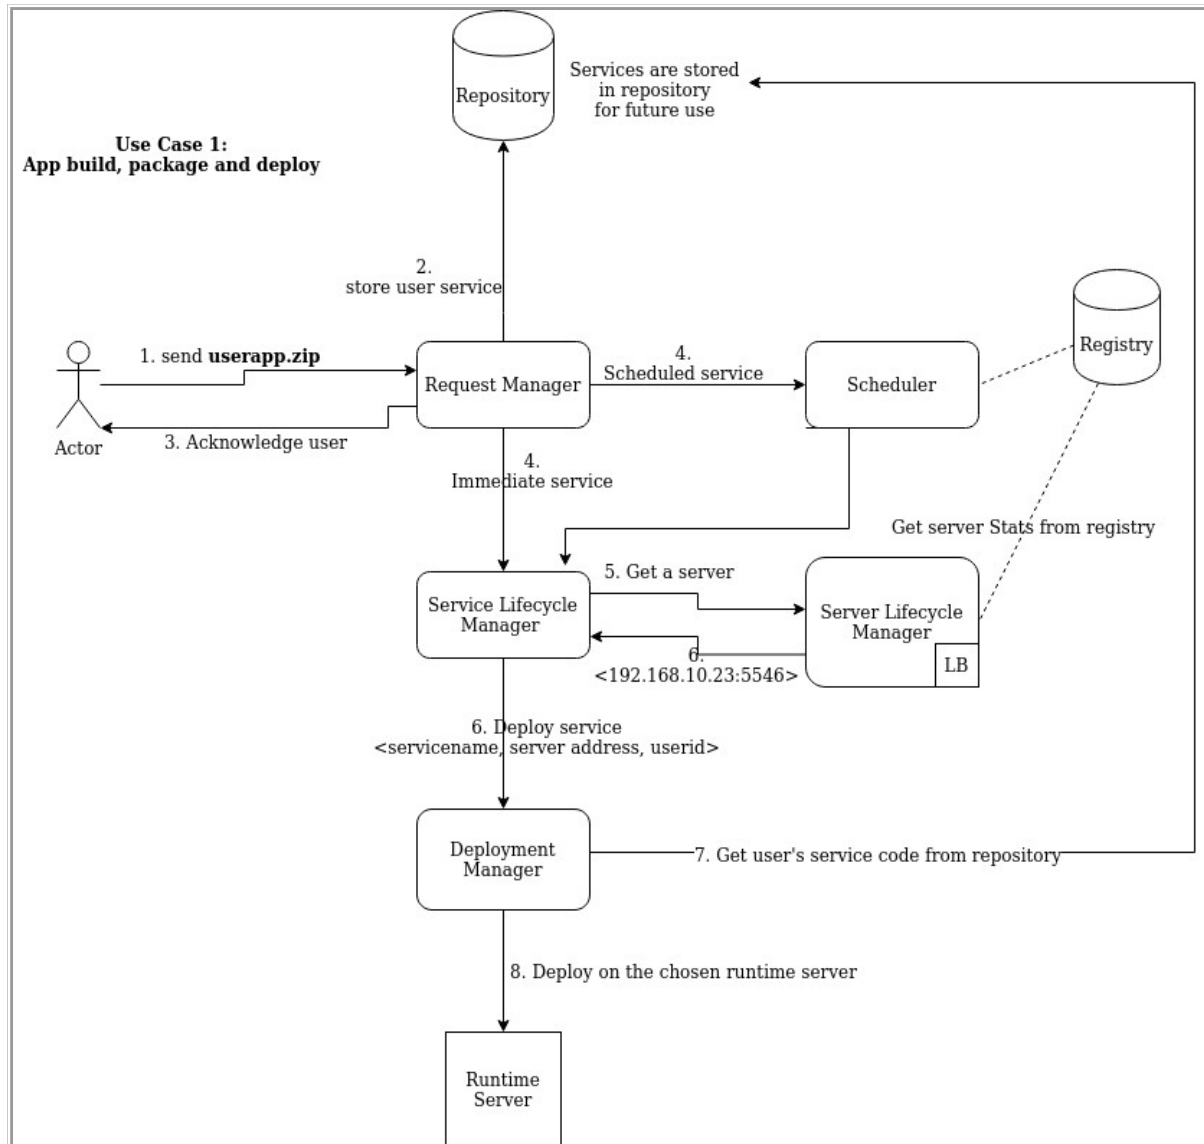 Repository
Services are stored
in repository
for future use
Use Case 1:
App build, package and deploy
2.
store user service
Registry
1. send userapp.zip
Request Manager
4.
Scheduled service
Scheduler
3. Acknowledge user
Actor
4.
Immediate service
Get server Stats from registry
5. Get a server
Service Lifecycle
Manager
Server Lifecycle
Manager
LB
6.
<192.168.10.23:5546>
6. Deploy service
<servicename, server address, userid>
Deployment
Manager
7. Get user's service code from repository
8. Deploy on the chosen runtime server
Runtime
Server